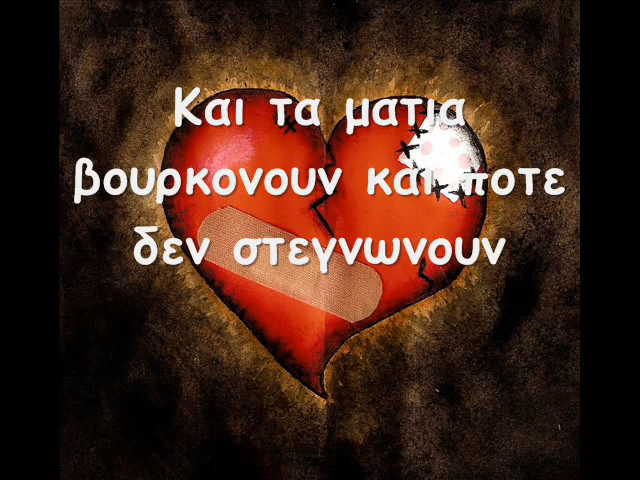 Και τα ματια
βουρκονουν και ποτε
δεν στεγνωνουν